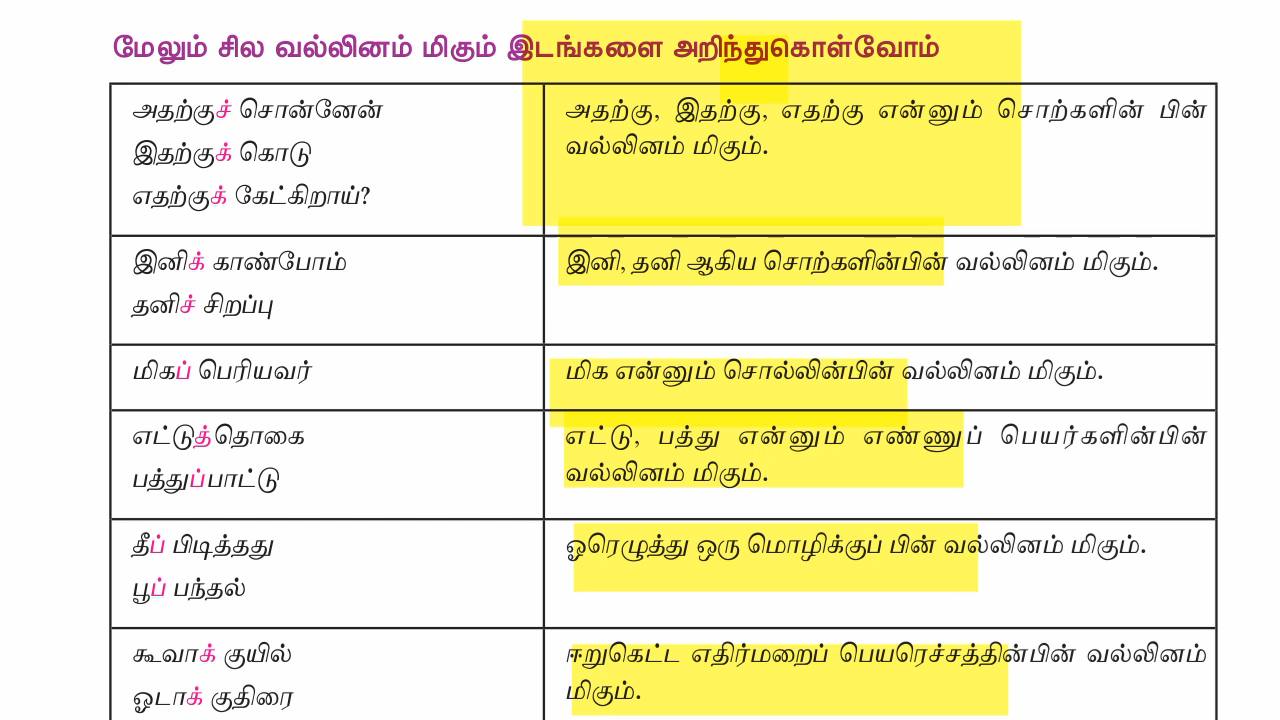 மேலும் சில வல்லினம் மிகும் இடங்களை அறிந்துகொள்வோம்
அதற்குச் சொன்னேன்
இதற்குக் கொடு
எதற்குக் கேட்கிறாய்?
அதற்கு, இதற்கு, எதற்கு என்னும் சொற்களின் பின்
வல்லினம் மிகும்.
இனிக் காண்போம்
தனிச் சிறப்பு
இனி, தனி ஆகிய சொற்களின்பின் வல்லினம் மிகும்.
மிகப் பெரியவர்
மிக என்னும் சொல்லின்பின் வல்லினம் மிகும்.
எட்டுத்தொகை
பத்துப்பாட்டு
எட்டு, பத்து என்னும் எண்ணுப் பெயர்களின்பின்
வல்லினம் மிகும்.
தீப் பிடித்தது
பூப் பந்தல்
ஓரெழுத்து ஒரு மொழிக்குப் பின் வல்லினம் மிகும்.
கூவாக் குயில்
ஓடாக் குதிரை
ஈறுகெட்ட எதிர்மறைப் பெயரெச்சத்தின்பின் வல்லினம்
மிகும்.